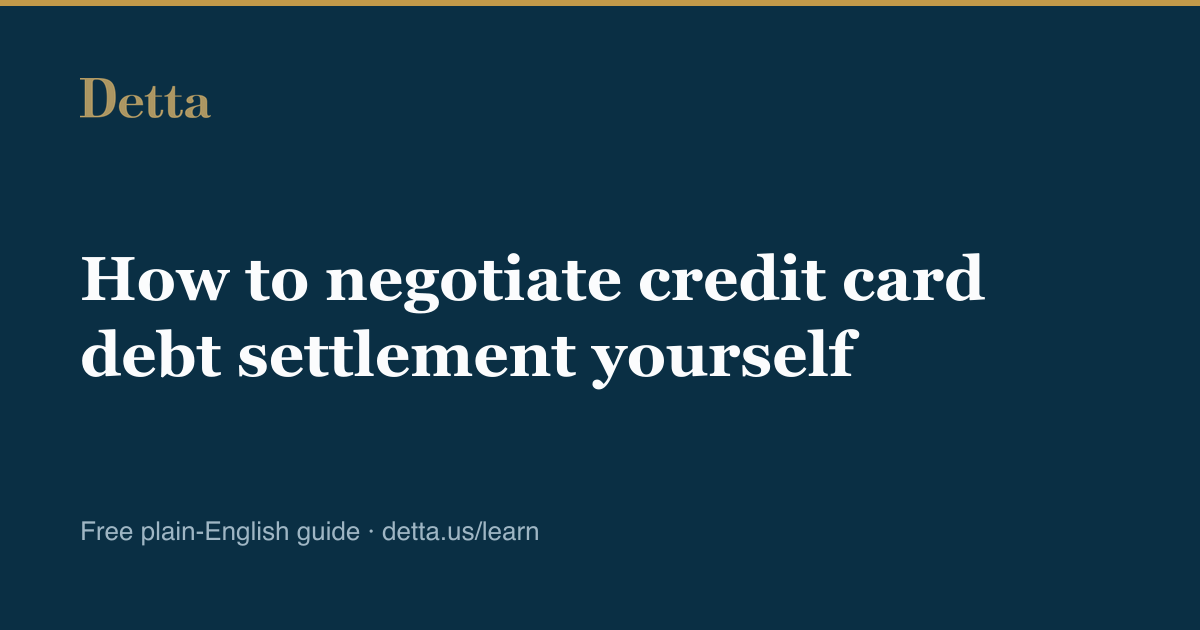 Detta
How to negotiate credit card
debt settlement yourself
Free plain-English guide · detta.us/learn